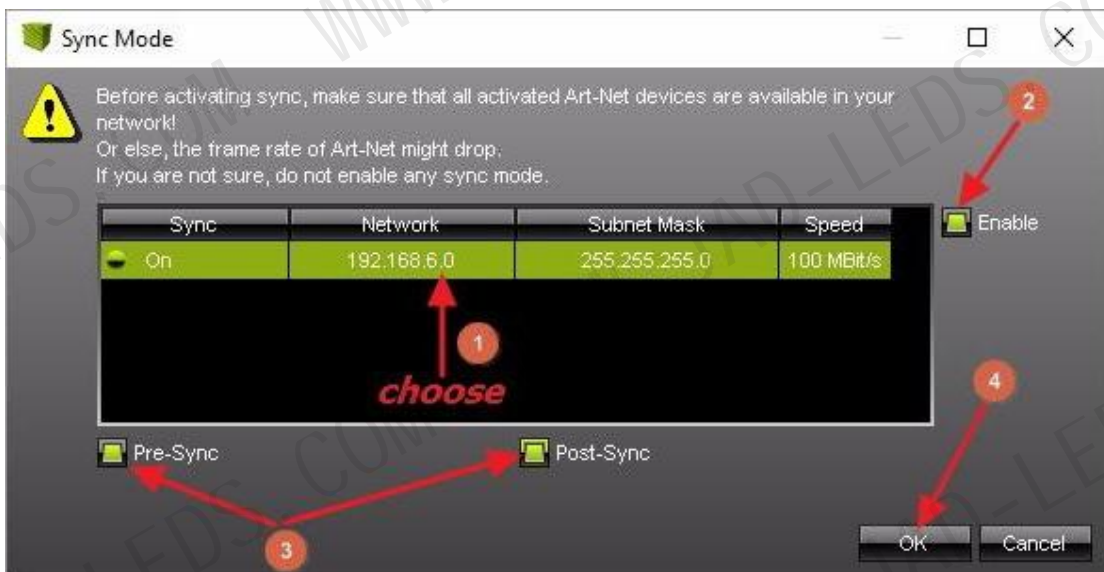 Sync Mode
Before activating sync, make sure that all activated Art-Net devices are available in your
network!
Or else, the frame rate of Art-Net might drop.
If you are not sure, do not enable any sync mode.
2
Sync Network Subnet Mask Speed
Enable
On 192.168.6.0 255.255.255.0 100 MBit/s
1
choose
4
Pre-Sync
Post-Sync
3
OK
Cancel